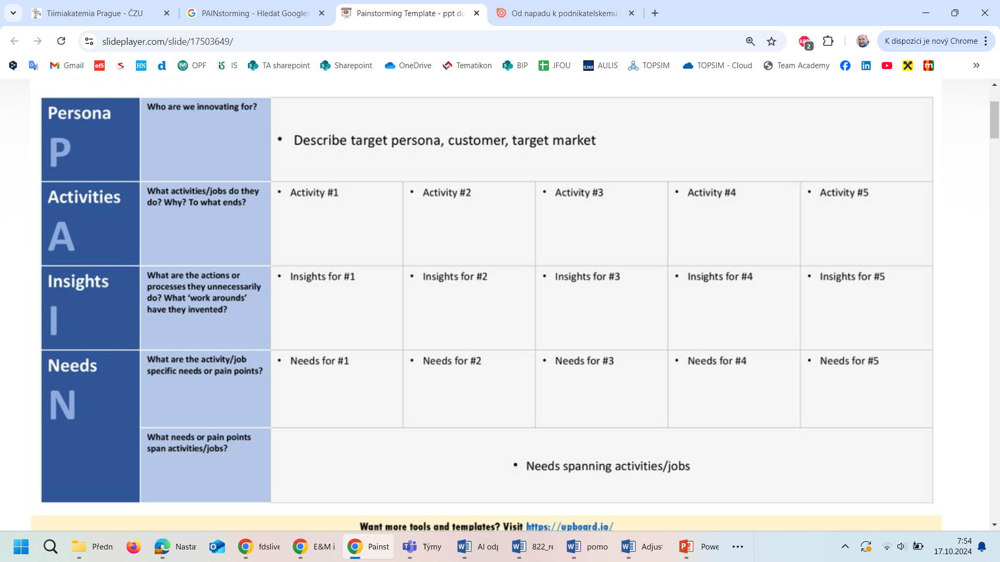 Tiimiakatemia Prague - ČZU
PAINstorming - Hledat Googlem
Painstorming Template - ppt do
Od napadu k podnikatelskemu
slideplayer.com/slide/17503649/
2
K dispozici je nový Chrome
Gmail
e15
HN
OPF
IS
TA sharepoint
Sharepoint
OneDrive
Tematikon
BIP
JFOU
ILIAS
AULIS
TOPSIM
TOPSIM - Cloud
Team Academy
Persona
P
Who are we innovating for?
• Describe target persona, customer, target market
Activities
A
What activities/jobs do they
do? Why? To what ends?
• Activity #1
• Activity #2
• Activity #3
• Activity #4
• Activity #5
Insights
I
What are the actions or
processes they unnecessarily
do? What ‘work arounds’
have they invented?
• Insights for #1
• Insights for #2
• Insights for #3
• Insights for #4
• Insights for #5
Needs
N
What are the activity/job
specific needs or pain points?
• Needs for #1
• Needs for #2
• Needs for #3
• Needs for #4
• Needs for #5
What needs or pain points
span activities/jobs?
• Needs spanning activities/jobs
Want more tools and templates? Visit https://upboard.io/
Předn
Nasta
fdslive
E&M i
Painst
Týmy
AI odp
822_re
pomo
Adjust
Powe
7:54
17.10.2024